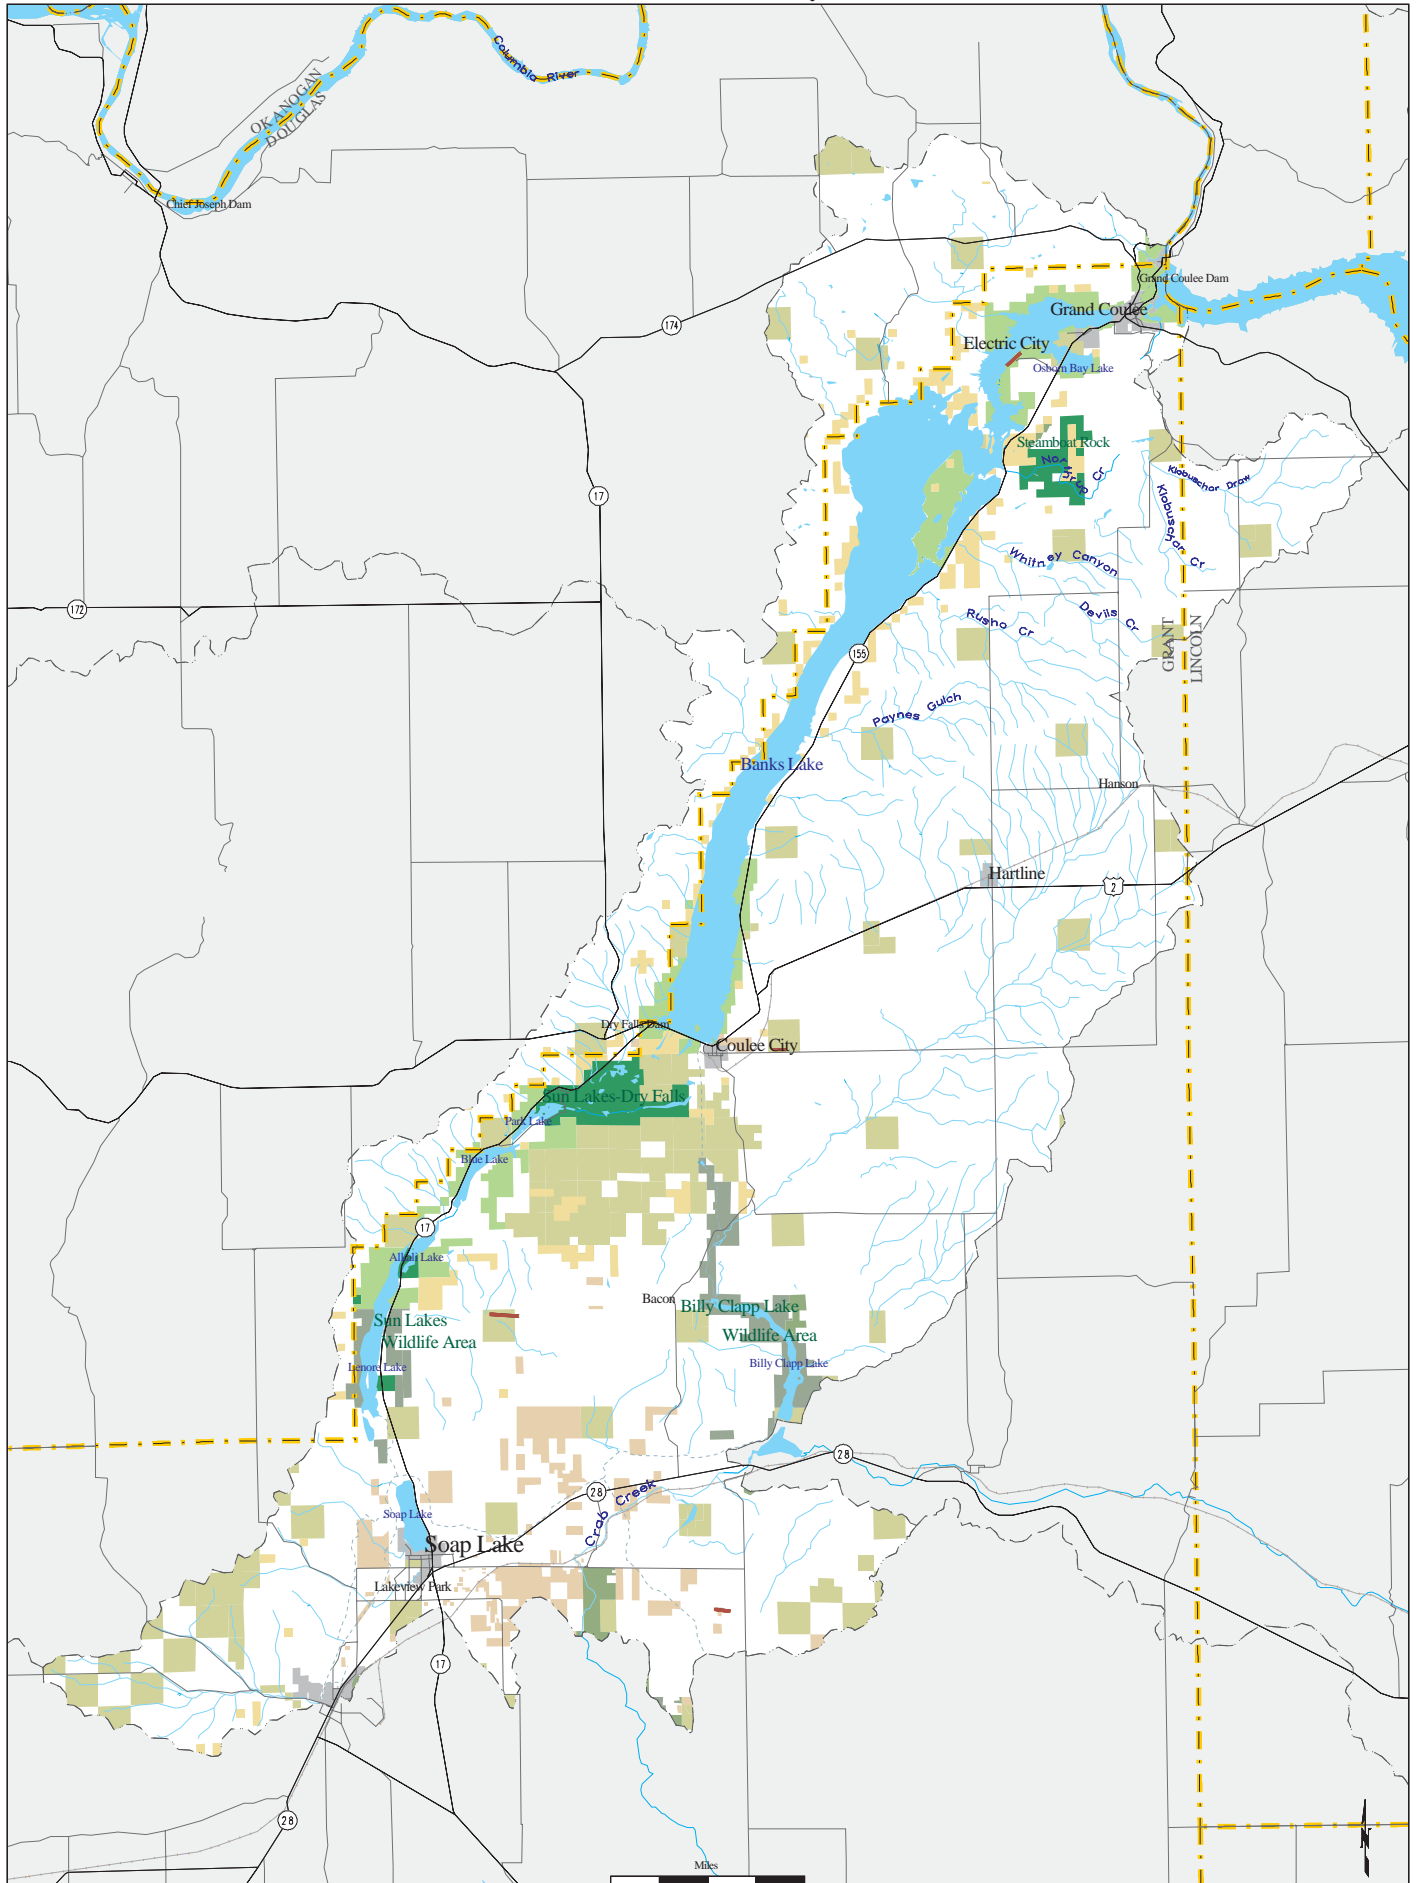 Columbia River
OKANOGAN
DOUGLAS
Chief Joseph Dam
Grand Coulee Dam
Grand Coulee
174
Electric City
Osborn Bay Lake
Steamboat Rock
Northrup Cr
Klobuschar Draw
Klobuschar Cr
17
Whitney Canyon
172
Rusho Cr
Devils Cr
GRANT
LINCOLN
155
Paynes Gulch
Banks Lake
Hanson
Hartline
2
Dry Falls Dam
Coulee City
Sun Lakes-Dry Falls
Park Lake
Blue Lake
17
Alkali Lake
Bacon
Billy Clapp Lake
Wildlife Area
Sun Lakes
Wildlife Area
Billy Clapp Lake
Lenore Lake
28
28
Crab Creek
Soap Lake
Soap Lake
Lakeview Park
17
28
N
Miles